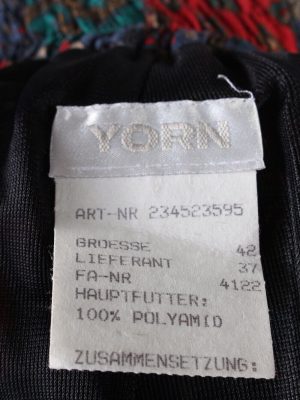 YORN
ART-NR 234523595
GROESSE 42
LIEFERANT 37
FA-NR 4122
HAUPTFUTTER:
100% POLYAMID
ZUSAMMENSETZUNG: